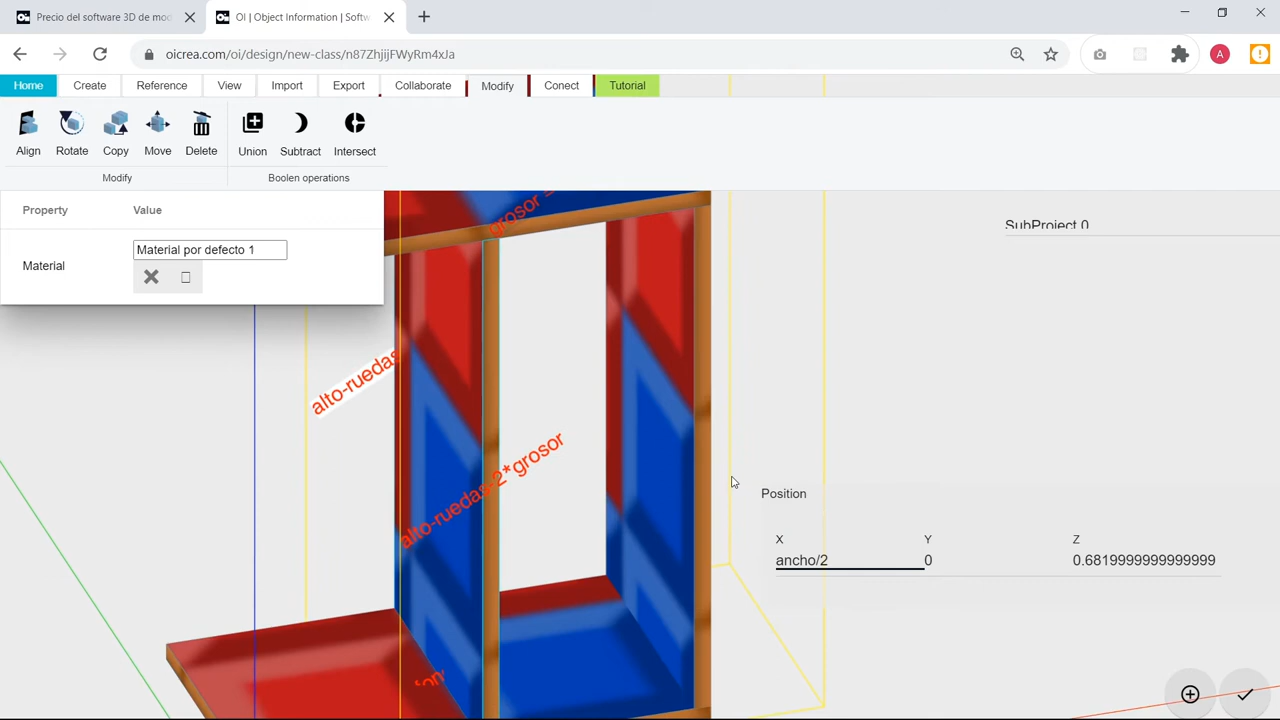 Precio del software 3D de mod
OI | Object Information | Softw
oicrea.com/oi/design/new-class/n87ZhjijFWyRm4xIa
A
Home Create Reference View Import Export Collaborate Modify Conect Tutorial
Align Rotate Copy Move Delete Union Subtract Intersect
Modify Boolen operations
Property Value
Material por defecto 1
Material
SubProject 0
grosor =
alto-ruedas
alto-ruedas-2*grosor
Position
X Y Z
ancho/2 0 0.6819999999999999